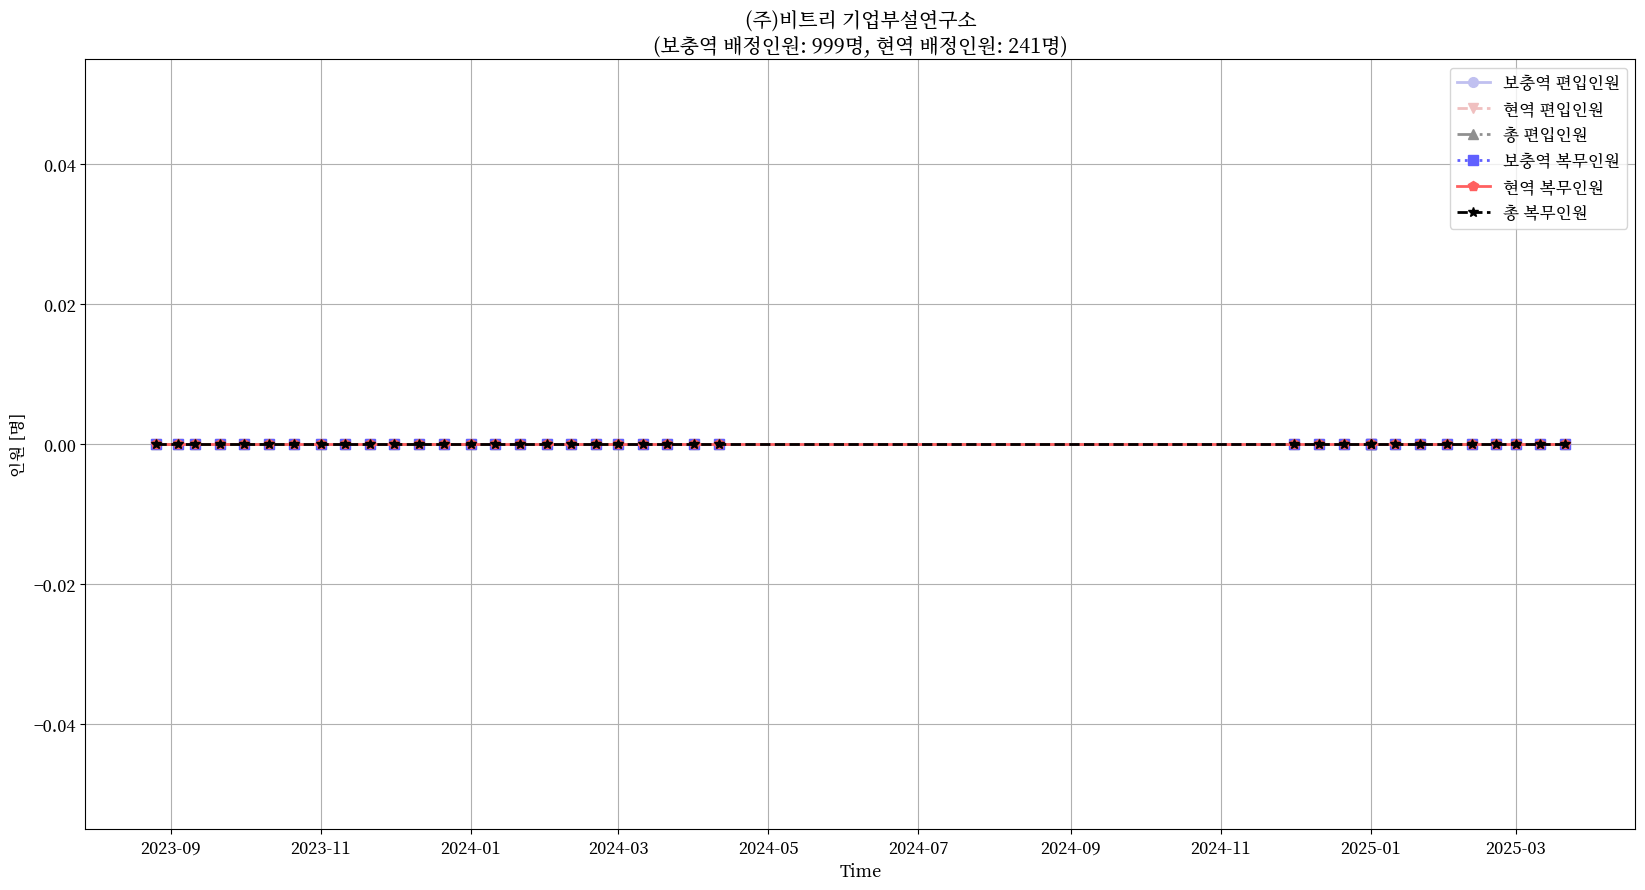 (주)비트리 기업부설연구소
(보충역 배정인원: 999명, 현역 배정인원: 241명)
보충역 편입인원
현역 편입인원
총 편입인원
보충역 복무인원
현역 복무인원
총 복무인원
0.04
0.02
0.00
−0.02
−0.04
인원 [명]
2023-09 2023-11 2024-01 2024-03 2024-05 2024-07 2024-09 2024-11 2025-01 2025-03
Time